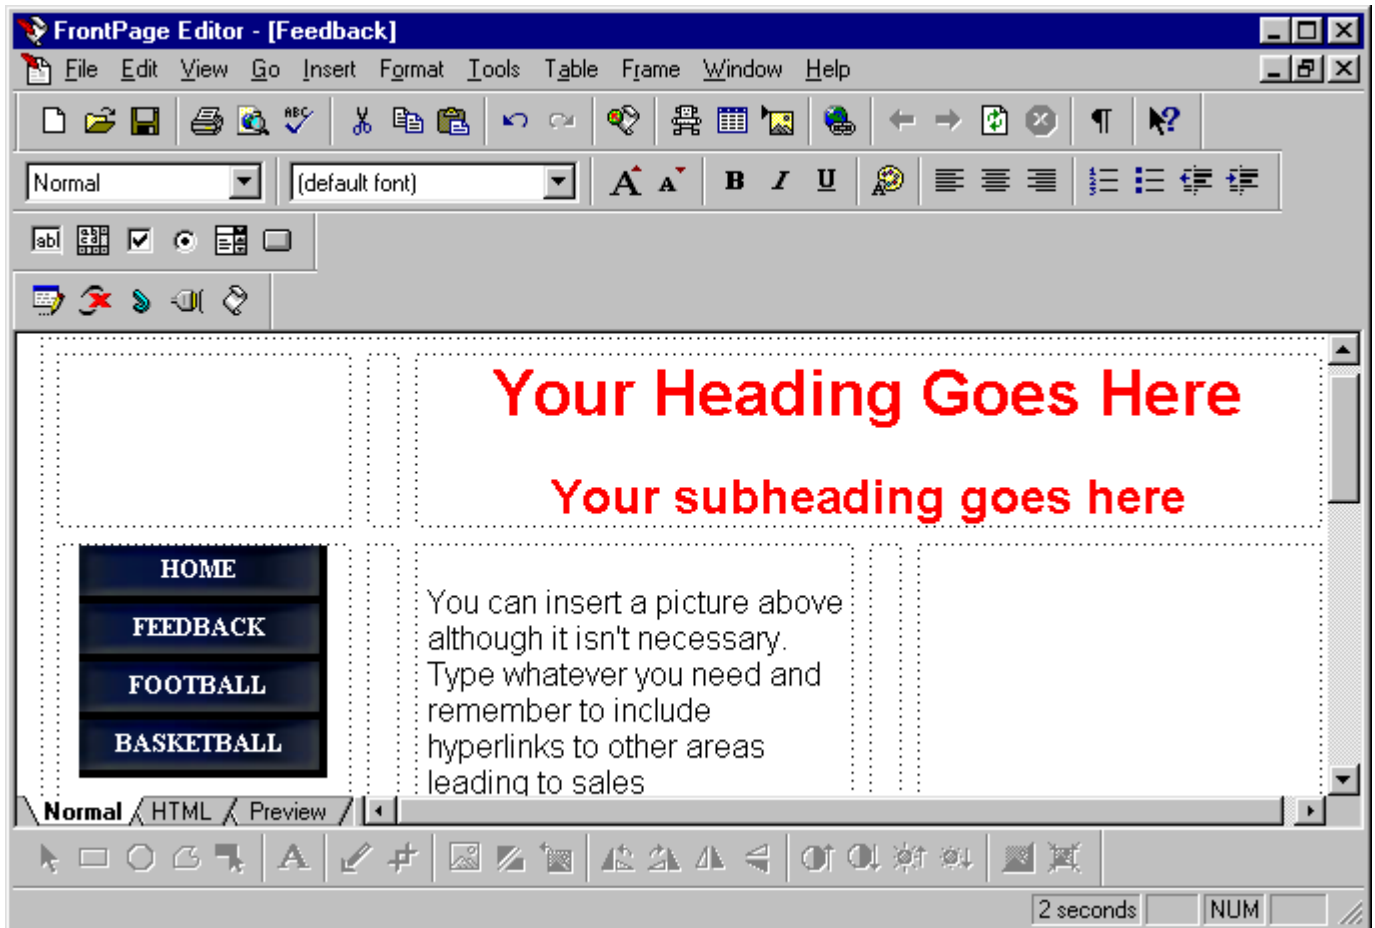 FrontPage Editor - [Feedback]
File Edit View Go Insert Format Tools Table Frame Window Help
ABC
Normal (default font) A A B I U
abl
Your Heading Goes Here
Your subheading goes here
HOME
FEEDBACK
FOOTBALL
BASKETBALL
You can insert a picture above
although it isn't necessary.
Type whatever you need and
remember to include
hyperlinks to other areas
leading to sales
Normal HTML Preview
A
2 seconds NUM